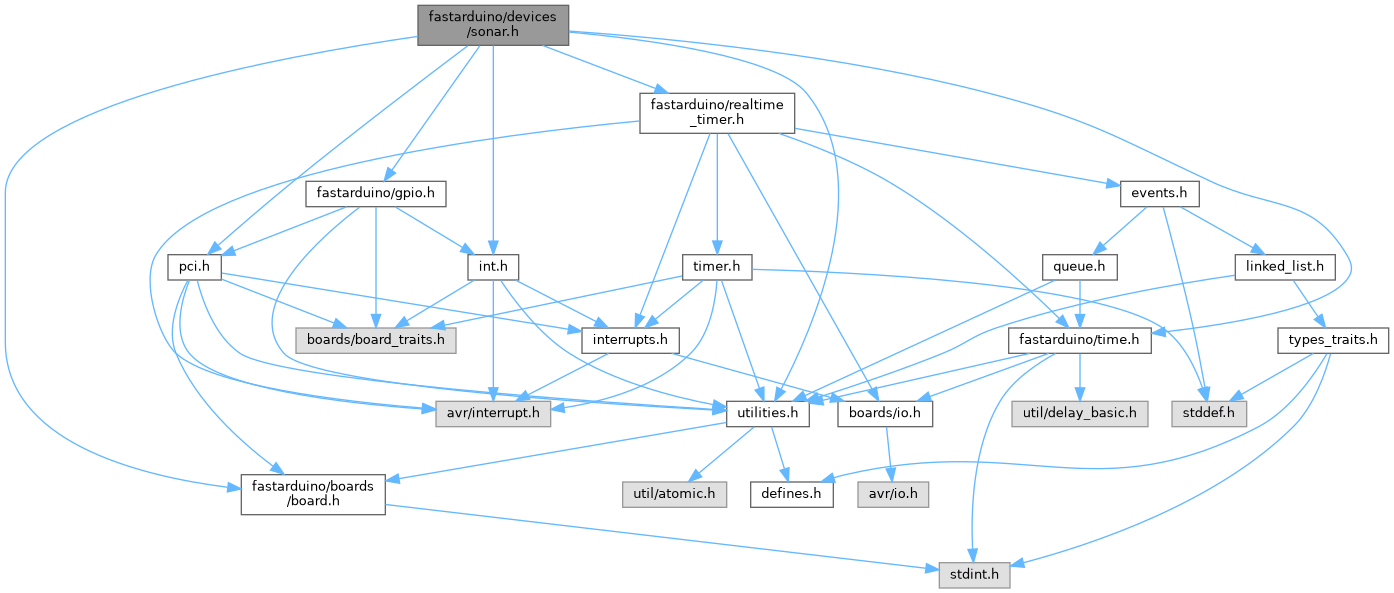 fastarduino/devices
/sonar.h
fastarduino/realtime
_timer.h
fastarduino/gpio.h
events.h
pci.h
int.h
timer.h
queue.h
linked_list.h
boards/board_traits.h
interrupts.h
fastarduino/time.h
types_traits.h
avr/interrupt.h
utilities.h
boards/io.h
util/delay_basic.h
stddef.h
fastarduino/boards
/board.h
util/atomic.h
defines.h
avr/io.h
stdint.h